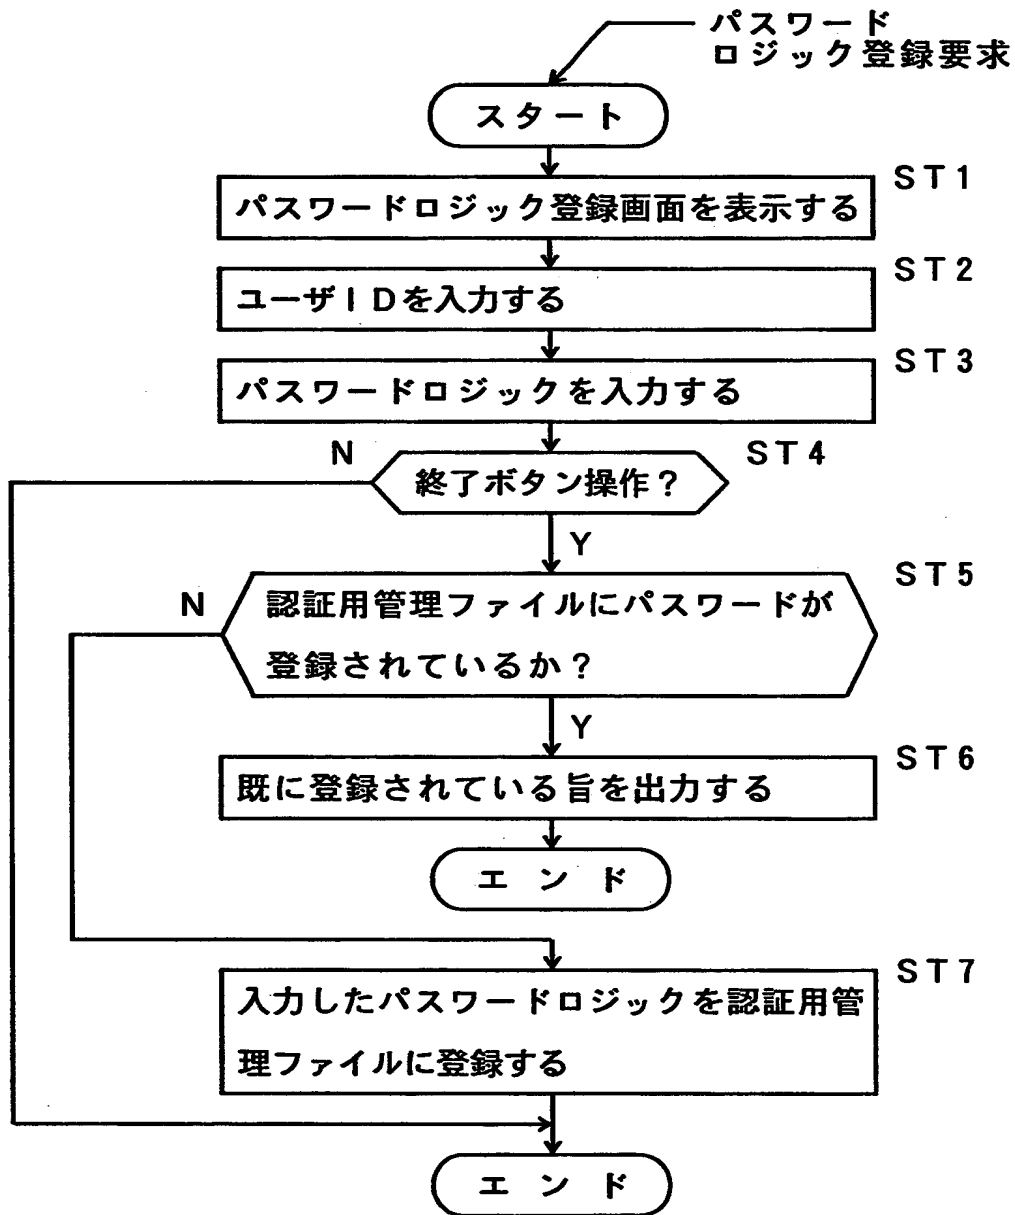 パスワード
ロジック登録要求
スタート
ST1
パスワードロジック登録画面を表示する
ST2
ユーザIDを入力する
ST3
パスワードロジックを入力する
N
ST4
終了ボタン操作?
Y
ST5
N
認証用管理ファイルにパスワードが
登録されているか?
Y
ST6
既に登録されている旨を出力する
エンド
ST7
入力したパスワードロジックを認証用管
理ファイルに登録する
エンド